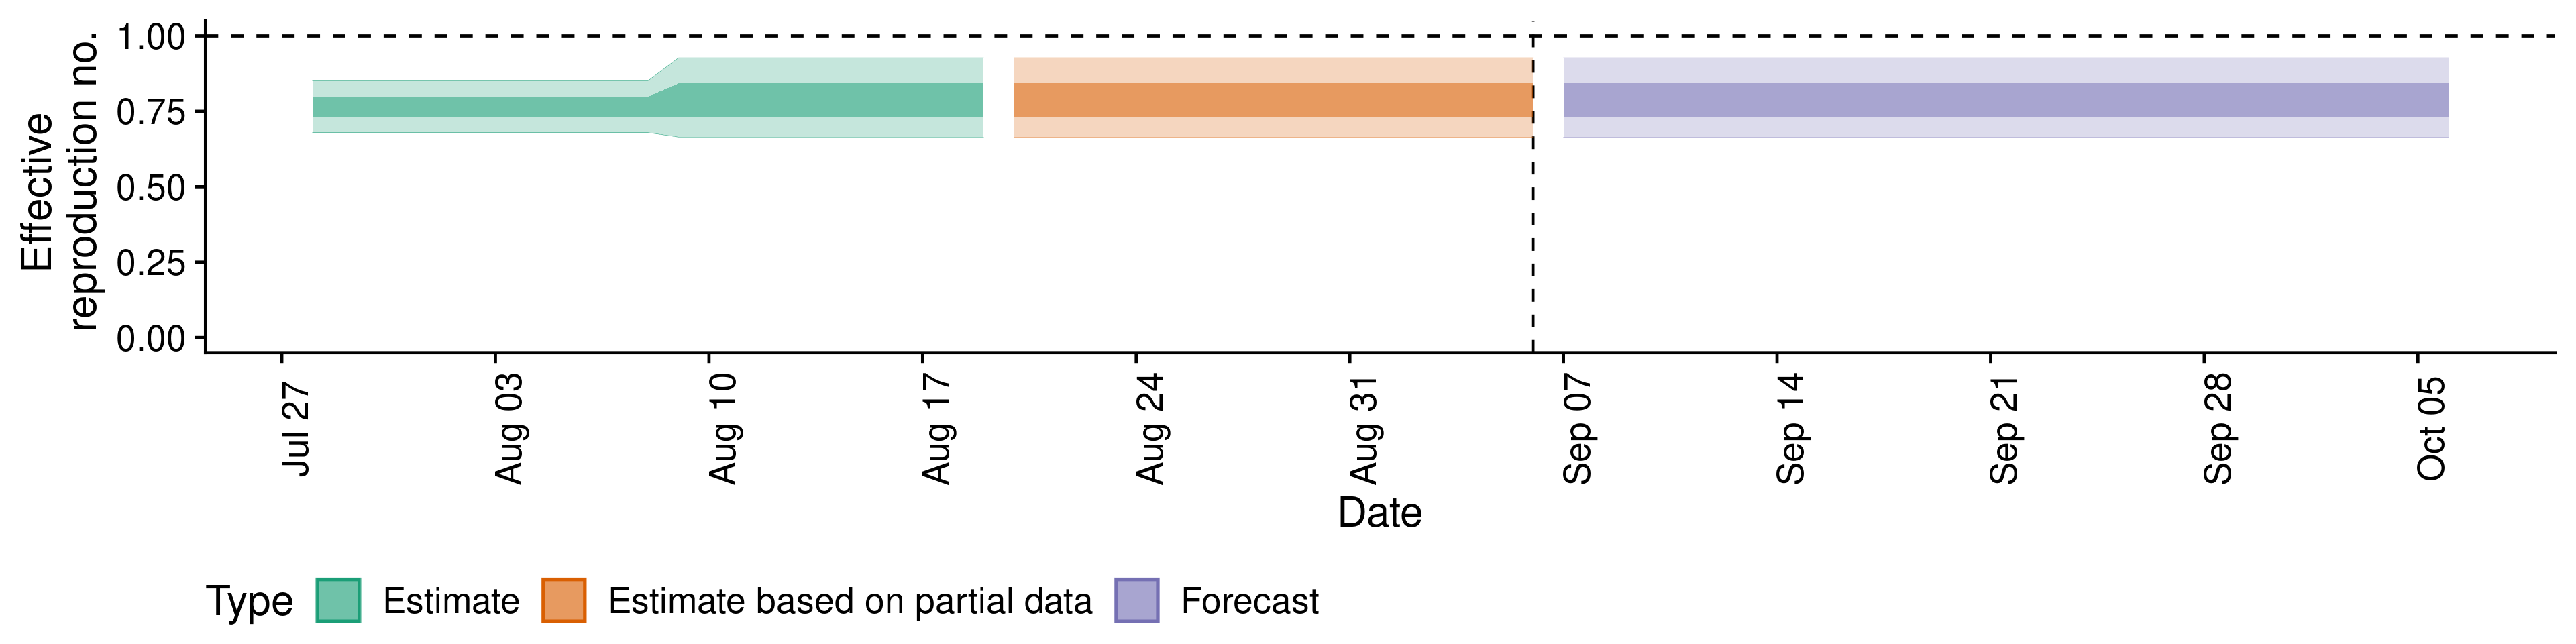 Effective
reproduction no.
1.00
0.75
0.50
0.25
0.00
Jul 27
Aug 03
Aug 10
Aug 17
Aug 24
Aug 31
Sep 07
Sep 14
Sep 21
Sep 28
Oct 05
Date
Type Estimate Estimate based on partial data Forecast